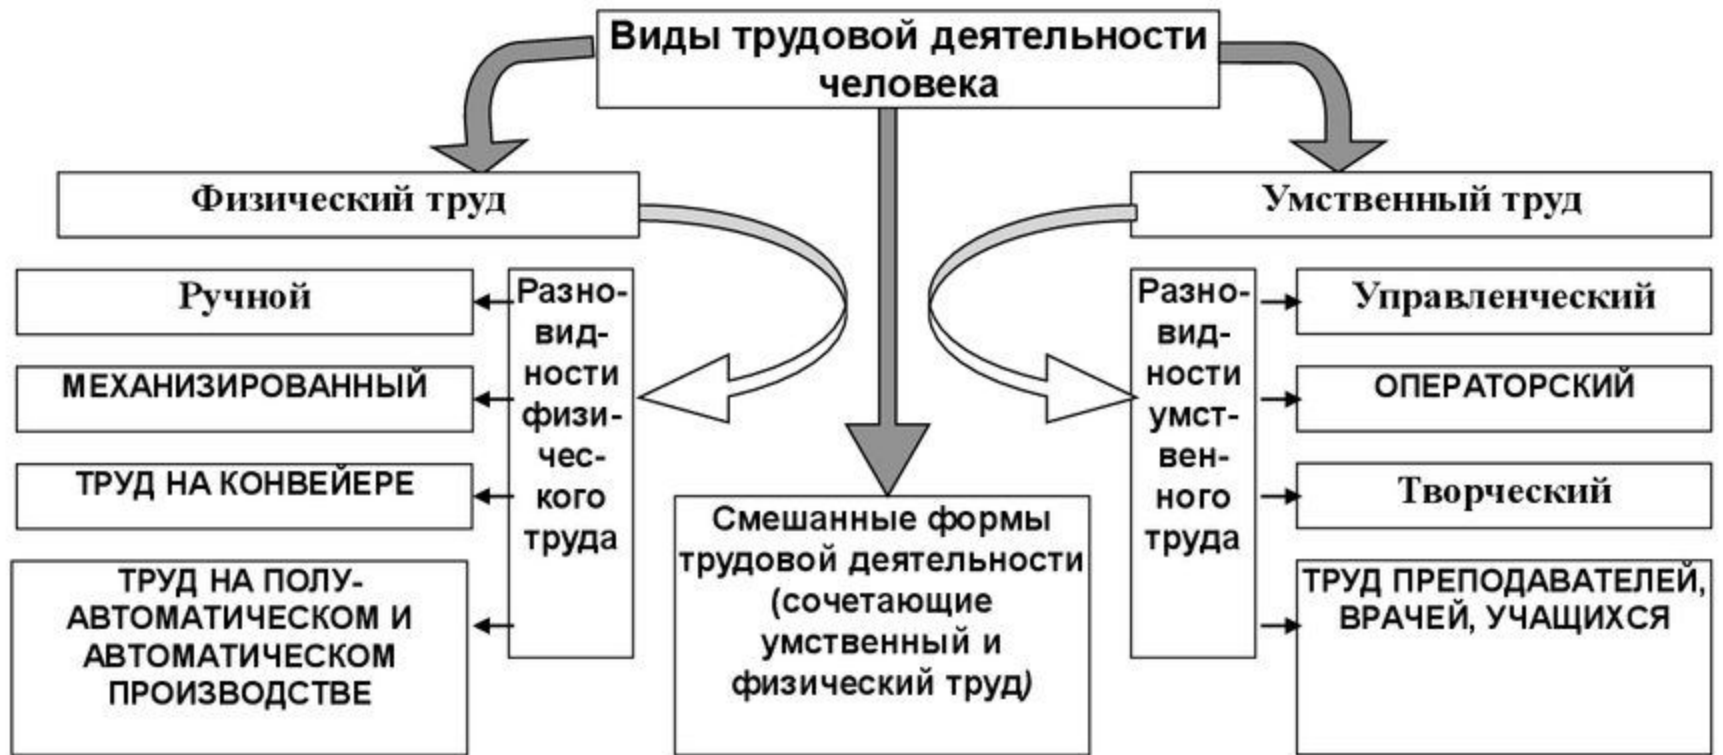 Виды трудовой деятельности
человека
Физический труд
Умственный труд
Ручной
МЕХАНИЗИРОВАННЫЙ
ТРУД НА КОНВЕЙЕРЕ
ТРУД НА ПОЛУ-
АВТОМАТИЧЕСКОМ И
АВТОМАТИЧЕСКОМ
ПРОИЗВОДСТВЕ
Разно-
вид-
ности
физи-
чес-
кого
труда
Смешанные формы
трудовой деятельности
(сочетающие
умственный и
физический труд)
Разно-
вид-
ности
умст-
вен-
ного
труда
Управленческий
ОПЕРАТОРСКИЙ
Творческий
ТРУД ПРЕПОДАВАТЕЛЕЙ,
ВРАЧЕЙ, УЧАЩИХСЯ